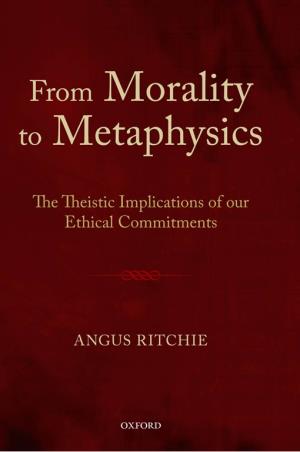 From Morality
to Metaphysics
The Theistic Implications of our
Ethical Commitments
ANGUS RITCHIE
OXFORD